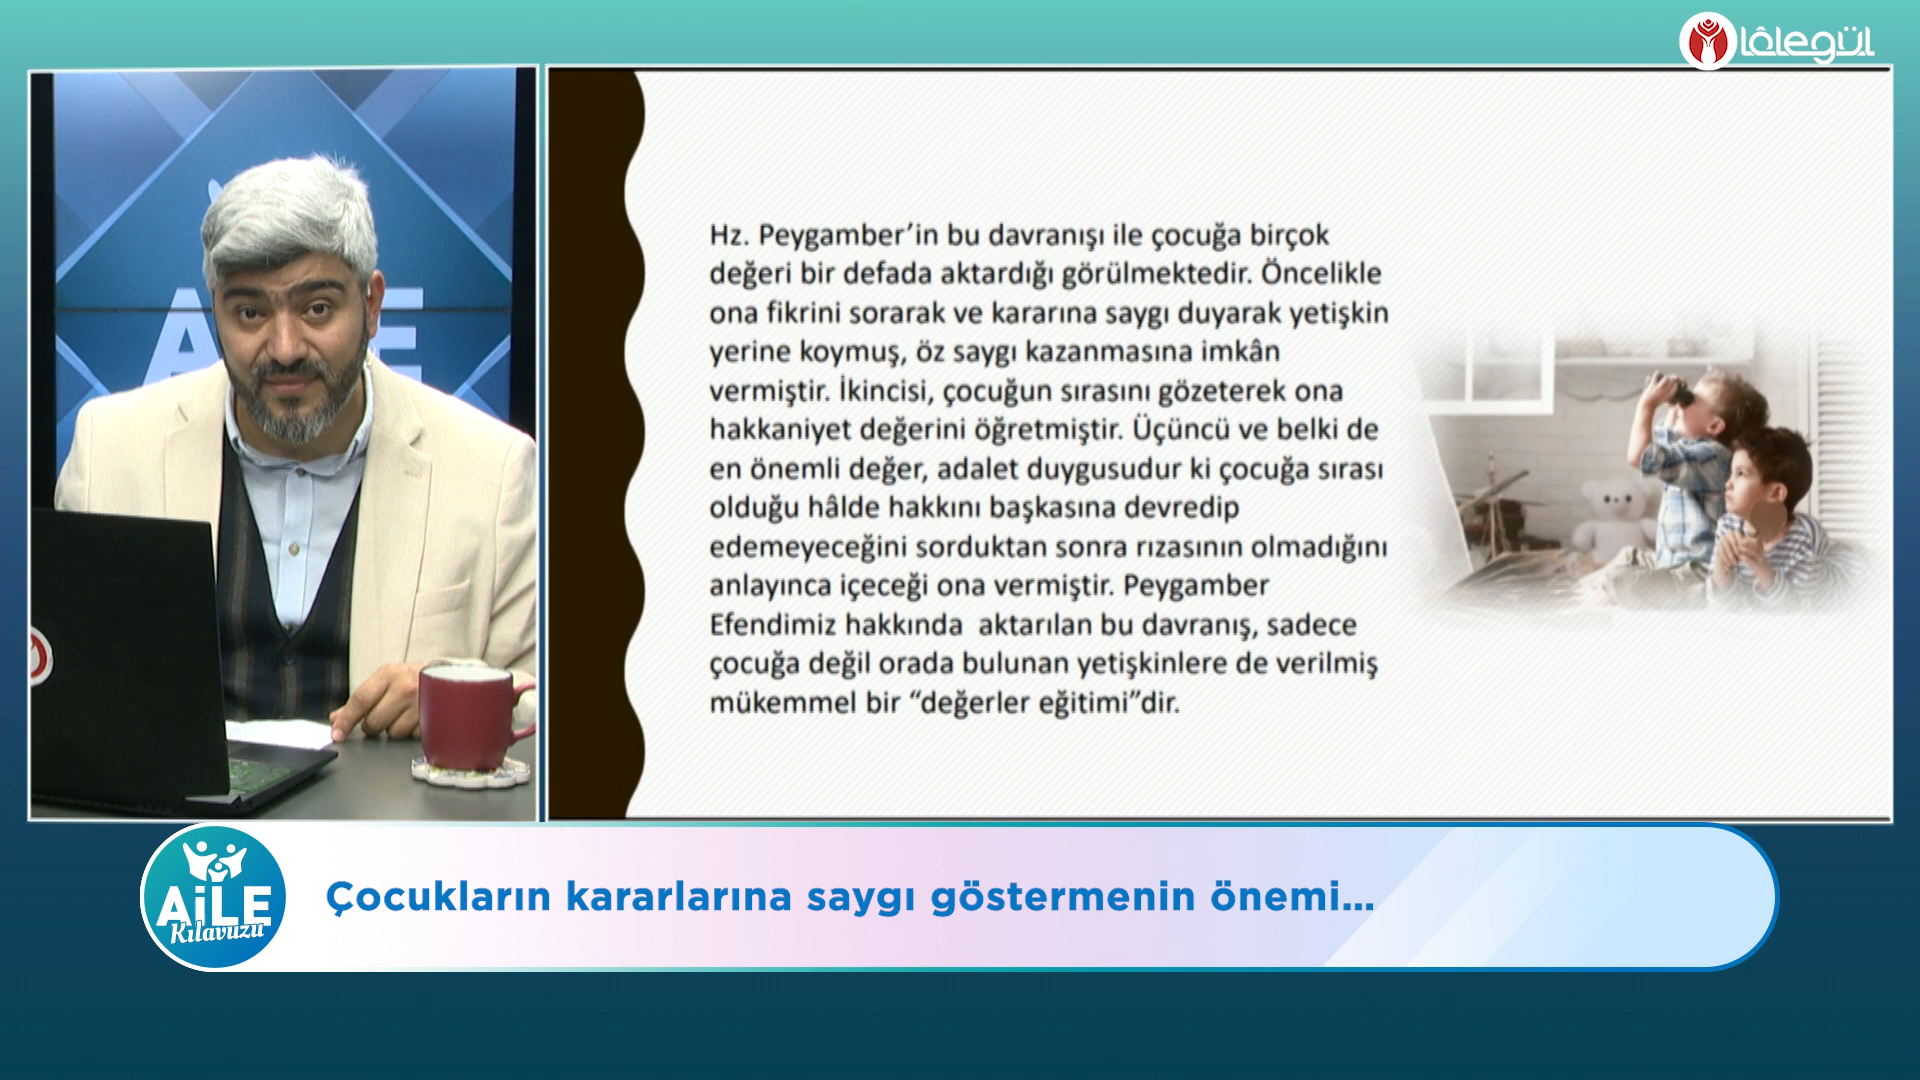 lâlegül
Hz. Peygamber’in bu davranışı ile çocuğa birçok
değeri bir defada aktardığı görülmektedir. Öncelikle
ona fikrini sorarak ve kararına saygı duyarak yetişkin
yerine koymuş, öz saygı kazanmasına imkân
vermiştir. İkincisi, çocuğun sırasını gözeterek ona
hakkaniyet değerini öğretmiştir. Üçüncü ve belki de
en önemli değer, adalet duygusudur ki çocuğa sırası
olduğu hâlde hakkını başkasına devredip
edemeyeceğini sorduktan sonra rızasının olmadığını
anlayınca içeceği ona vermiştir. Peygamber
Efendimiz hakkında  aktarılan bu davranış, sadece
çocuğa değil orada bulunan yetişkinlere de verilmiş
mükemmel bir “değerler eğitimi”dir.
AiLE
Kılavuzu
Çocukların kararlarına saygı göstermenin önemi...